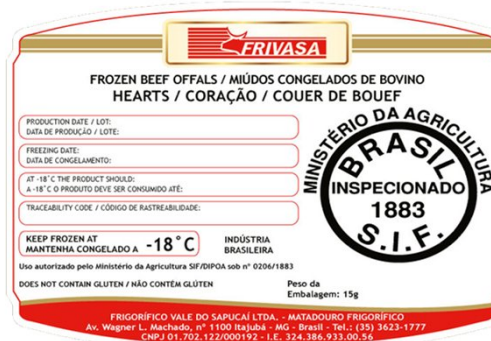 FRIVASA
FROZEN BEEF OFFALS / MIÚDOS CONGELADOS DE BOVINO
HEARTS / CORAÇÃO / COUER DE BOUEF
PRODUCTION DATE / LOT:
DATA DE PRODUÇÃO / LOTE:
FREEZING DATE:
DATA DE CONGELAMENTO:
AT -18°C THE PRODUCT SHOULD:
A -18°C O PRODUTO DEVE SER CONSUMIDO ATÉ:
TRACEABILITY CODE / CÓDIGO DE RASTREABILIDADE:
MINISTÉRIO DA AGRICULTURA
BRASIL
INSPECIONADO
1883
S.I.F.
KEEP FROZEN AT
MANTENHA CONGELADO A -18°C
INDÚSTRIA
BRASILEIRA
Uso autorizado pelo Ministério da Agricultura SIF/DIPOA sob nº 0206/1883
DOES NOT CONTAIN GLUTEN / NÃO CONTÉM GLÚTEN
Peso da
Embalagem: 15g
FRIGORÍFICO VALE DO SAPUCAÍ LTDA. - MATADOURO FRIGORÍFICO
Av. Wagner L. Machado, nº 1100 Itajubá - MG - Brasil - Tel.: (35) 3623-1777
CNPJ 01.702.122/000192 - I.E. 324.386.933.00.56